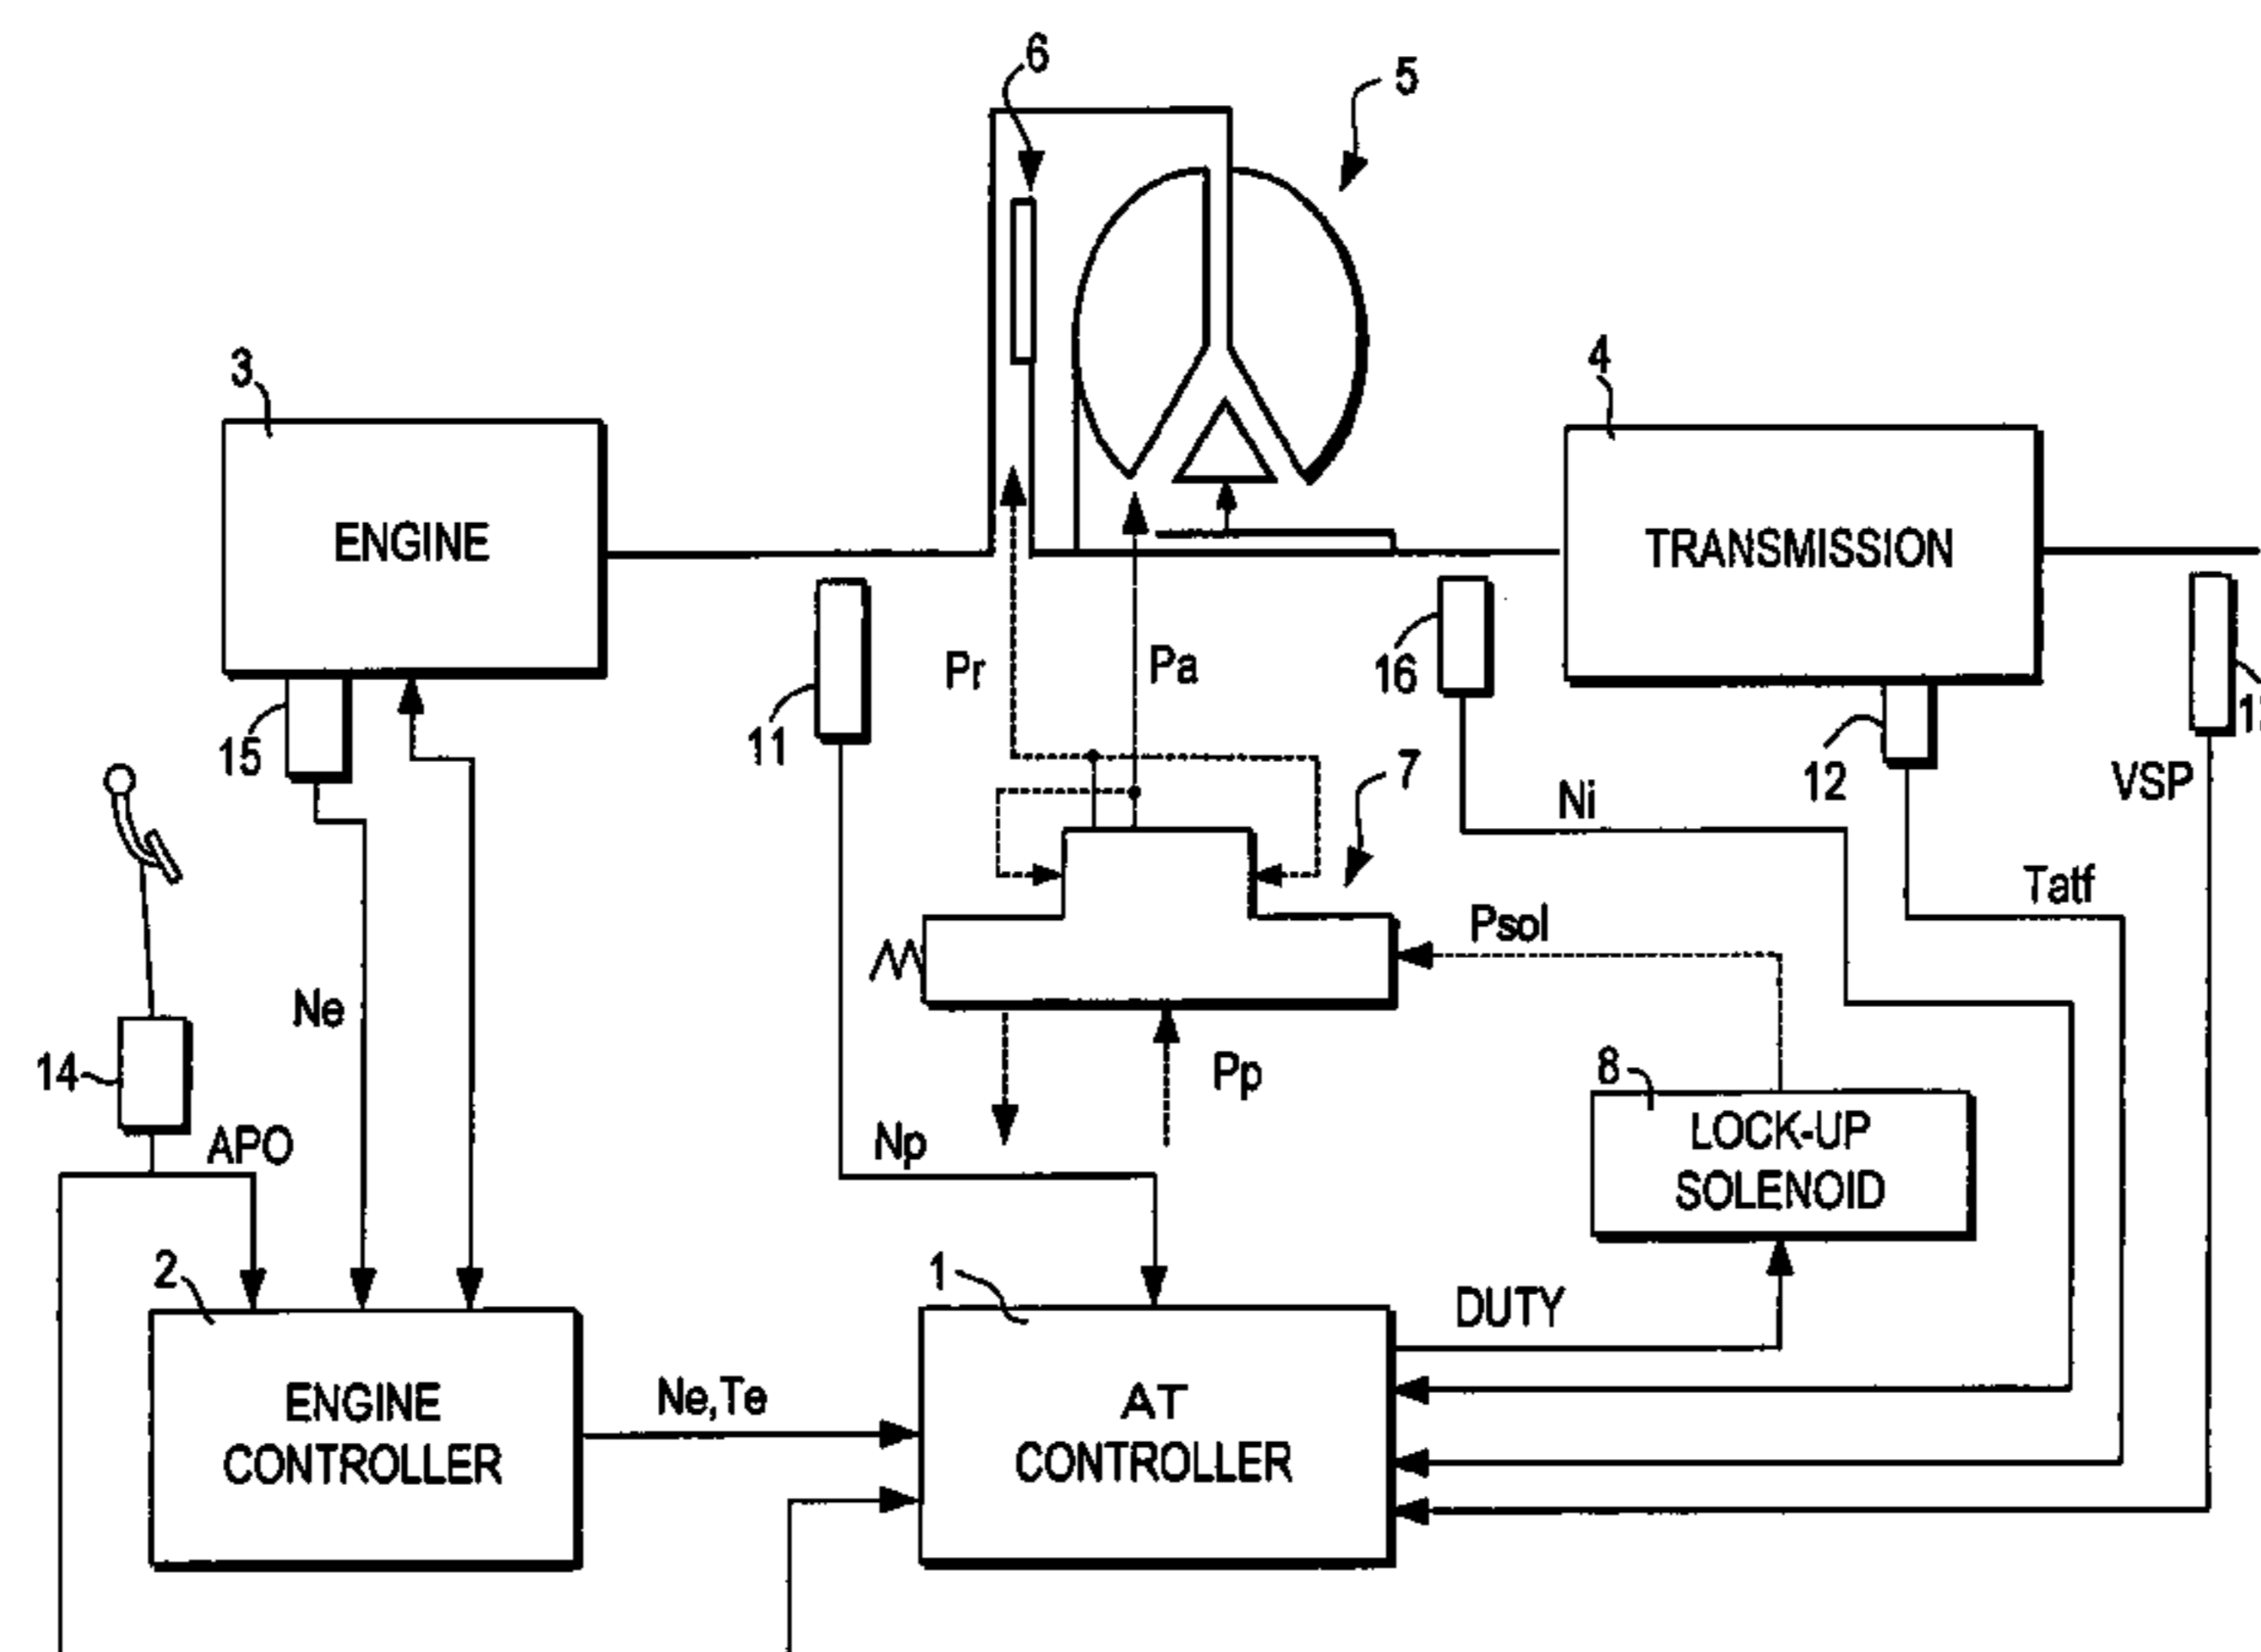 6
5
3
4
ENGINE
TRANSMISSION
Pr
Pa
16
15
11
12
VSP
7
Ni
Tatf
Psol
Ne
14
Pp
8
APO
Np
LOCK-UP
SOLENOID
2
1
DUTY
ENGINE
CONTROLLER
Ne,Te
AT
CONTROLLER